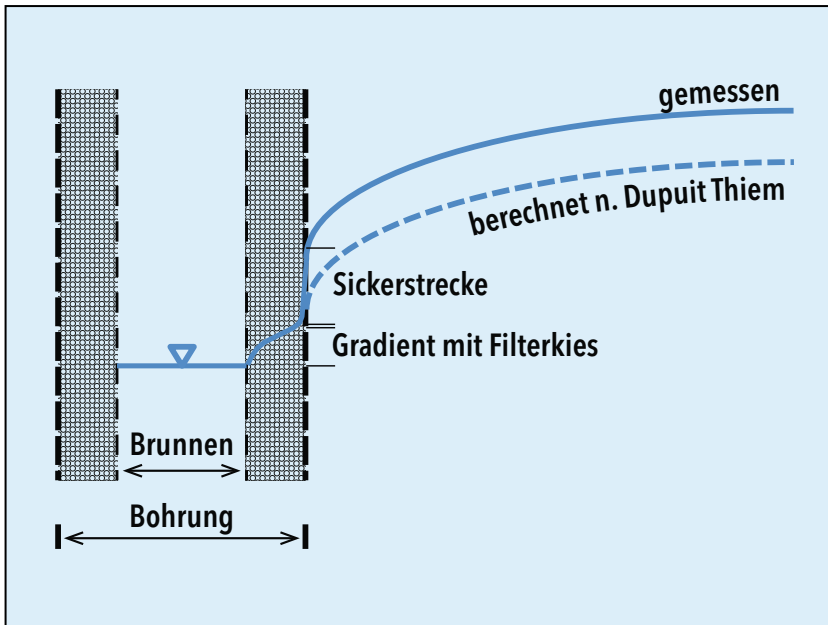 gemessen
berechnet n. Dupuit Thiem
Sickerstrecke
Gradient mit Filterkies
Brunnen
Bohrung